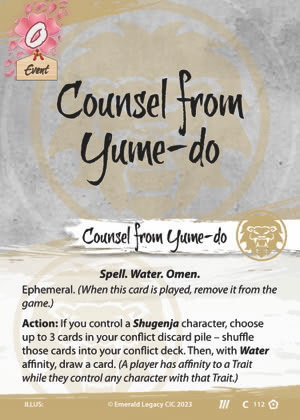 0
Event
Counsel from
Yume-do
Counsel from Yume-do
Spell. Water. Omen.
Ephemeral. (When this card is played, remove it from the
game.)
Action: If you control a Shugenja character, choose
up to 3 cards in your conflict discard pile – shuffle
those cards into your conflict deck. Then, with Water
affinity, draw a card. (A player has affinity to a Trait
while they control any character with that Trait.)
ILLUS:
© Emerald Legacy CIC 2023
C 112